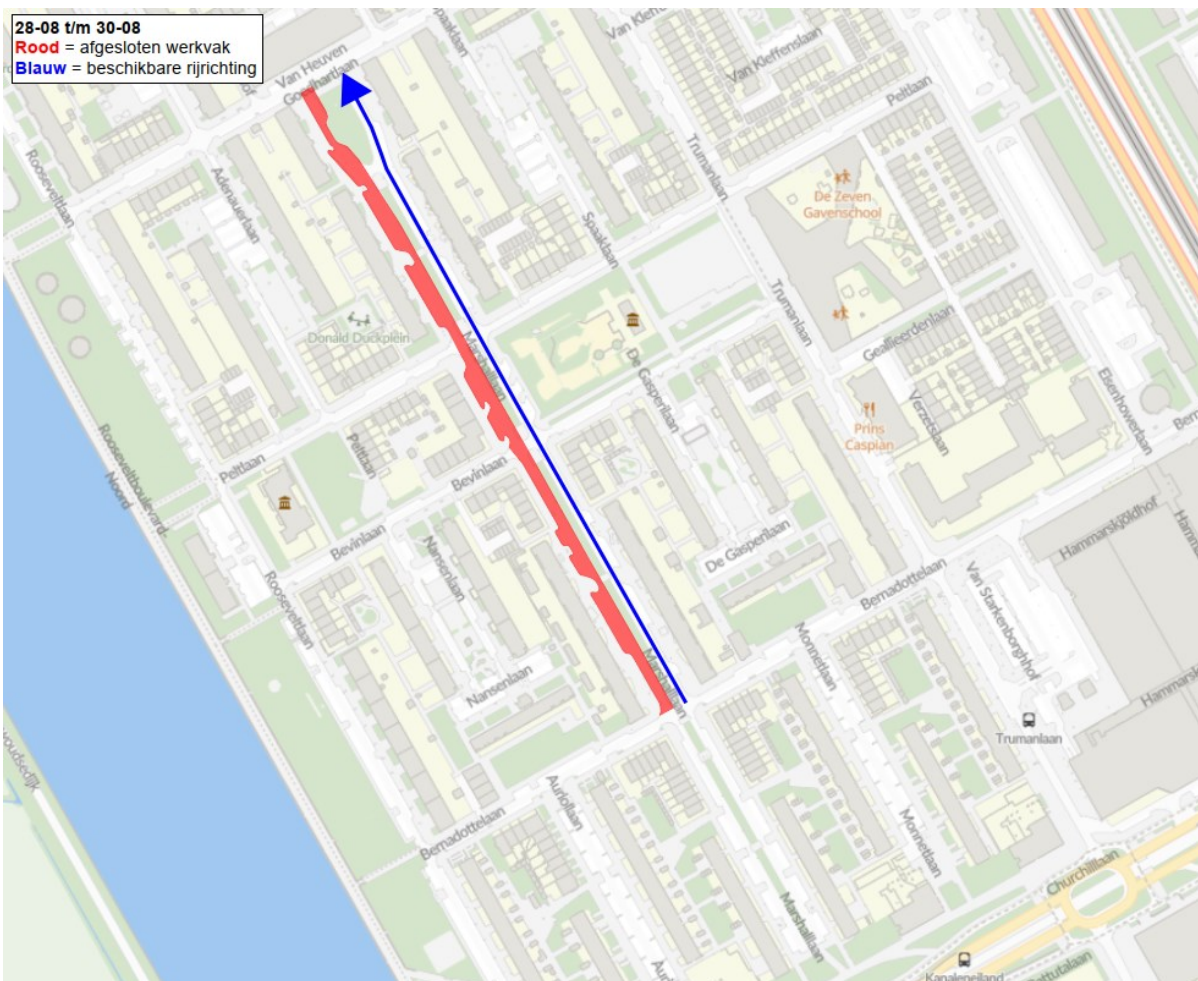 28-08 t/m 30-08
Rood = afgesloten werkvak
Blauw = beschikbare rijrichting
Spaaklaan
Van Kleffenslaan
Van Heuven
Goedhartlaan
Van Kleffenslaan
Peltlaan
Rooseveltlaan
Adenauerlaan
Trumanlaan
De Zeven
Gavenschool
Spaaklaan
Trumanlaan
Donald Duckplein
Marshalllaan
Geallieerdenlaan
De Gasperilaan
Eisenhowerlaan
Verzetslaan
Prins
Caspian
Peltlaan
Peltlaan
Bevinlaan
Rooseveltboulevard-
Noord
Hammarskjöldhof
Bevinlaan
Nansenlaan
De Gasperilaan
Bernadottelaan
Rooseveltlaan
Van Starkenborghhof
Monnetlaan
Marshalllaan
Nansenlaan
Trumanlaan
Auriollaan
Bernadottelaan
Monnetlaan
Churchilllaan
Marshalllaan
Kanaleneiland